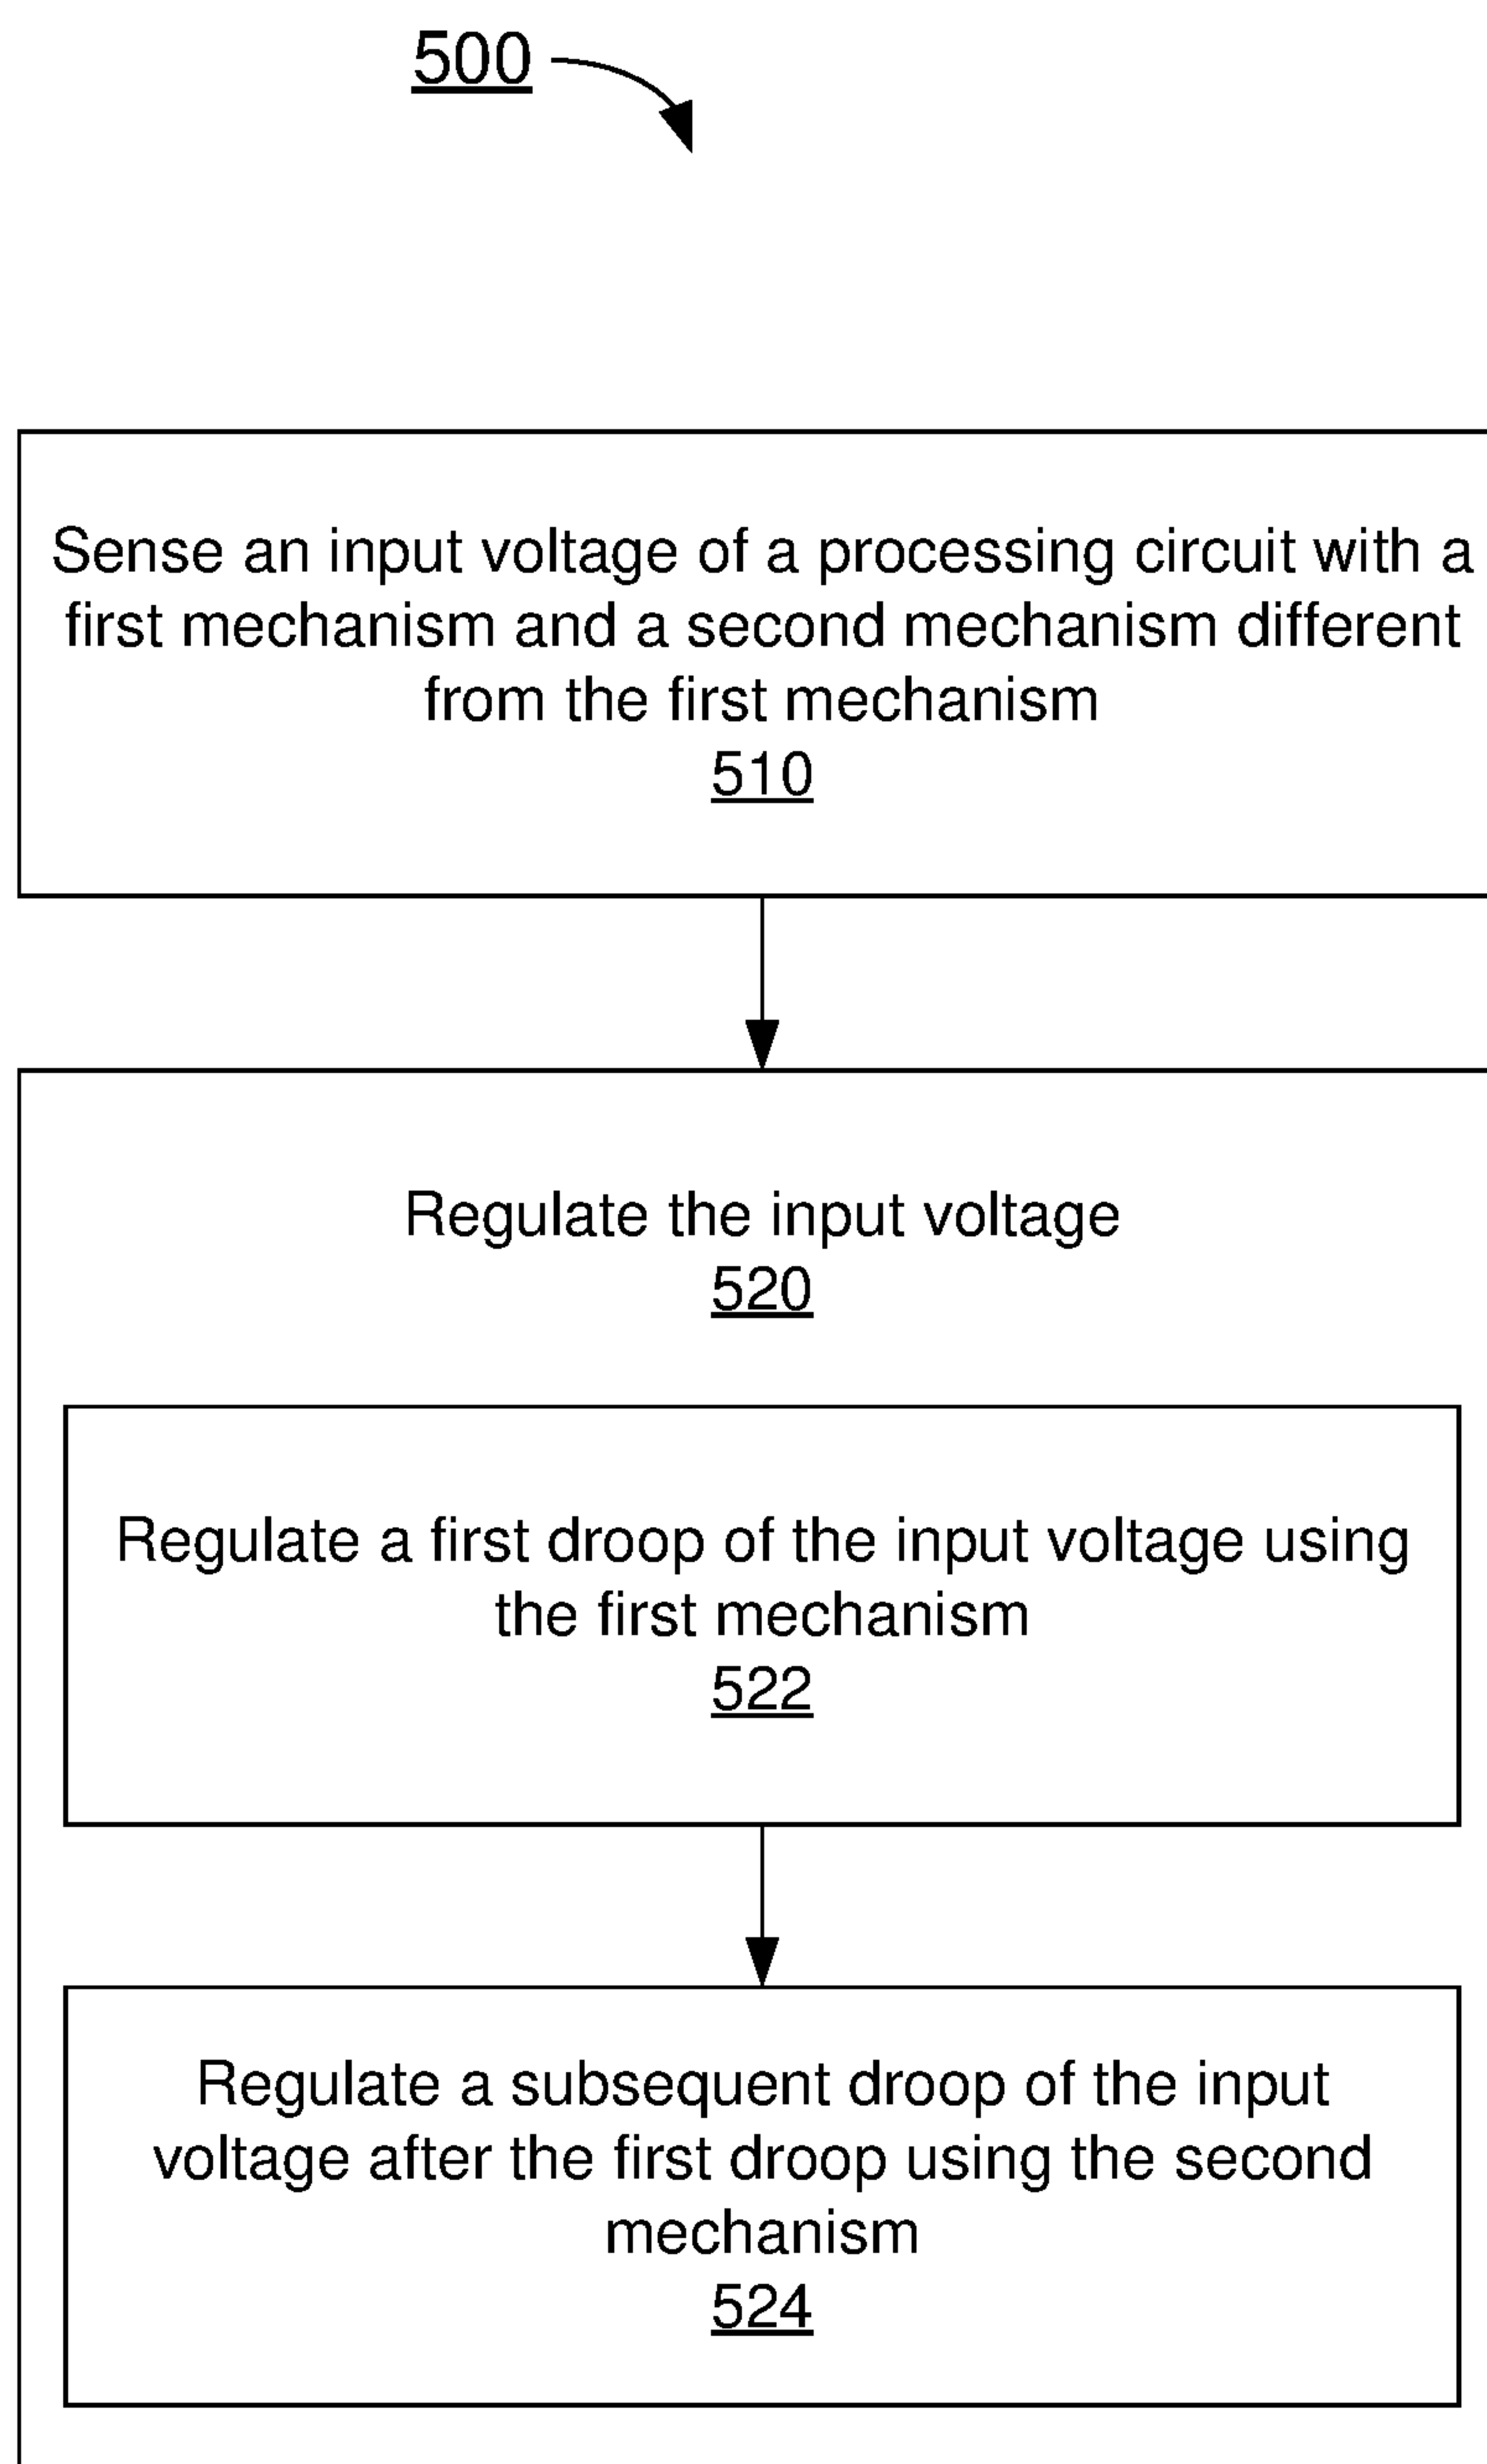 500
Sense an input voltage of a processing circuit with a
first mechanism and a second mechanism different
from the first mechanism
510
Regulate the input voltage
520
Regulate a first droop of the input voltage using
the first mechanism
522
Regulate a subsequent droop of the input
voltage after the first droop using the second
mechanism
524